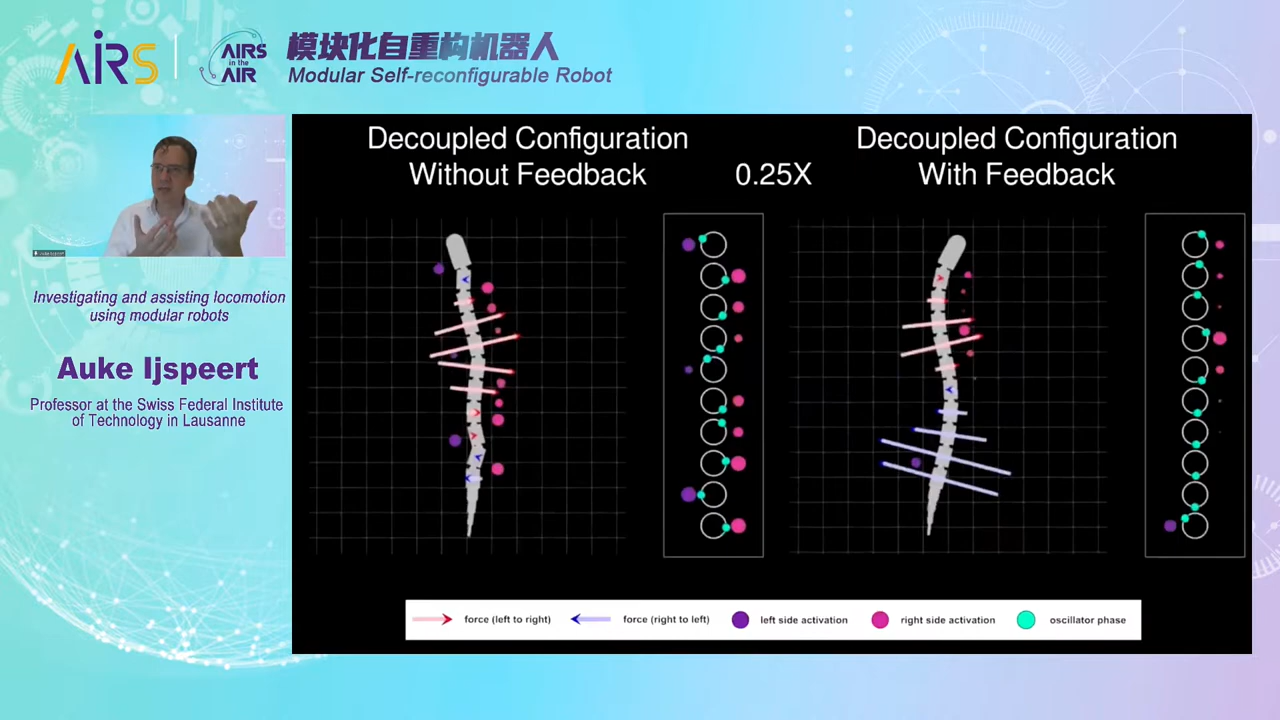 AIRS
AIRS
in the
AIR
模块化自重构机器人
Modular Self-reconfigurable Robot
Investigating and assisting locomotion
using modular robots
Auke Ijspeert
Professor at the Swiss Federal Institute
of Technology in Lausanne
Decoupled Configuration
Without Feedback
0.25X
Decoupled Configuration
With Feedback
force (left to right)
force (right to left)
left side activation
right side activation
oscillator phase